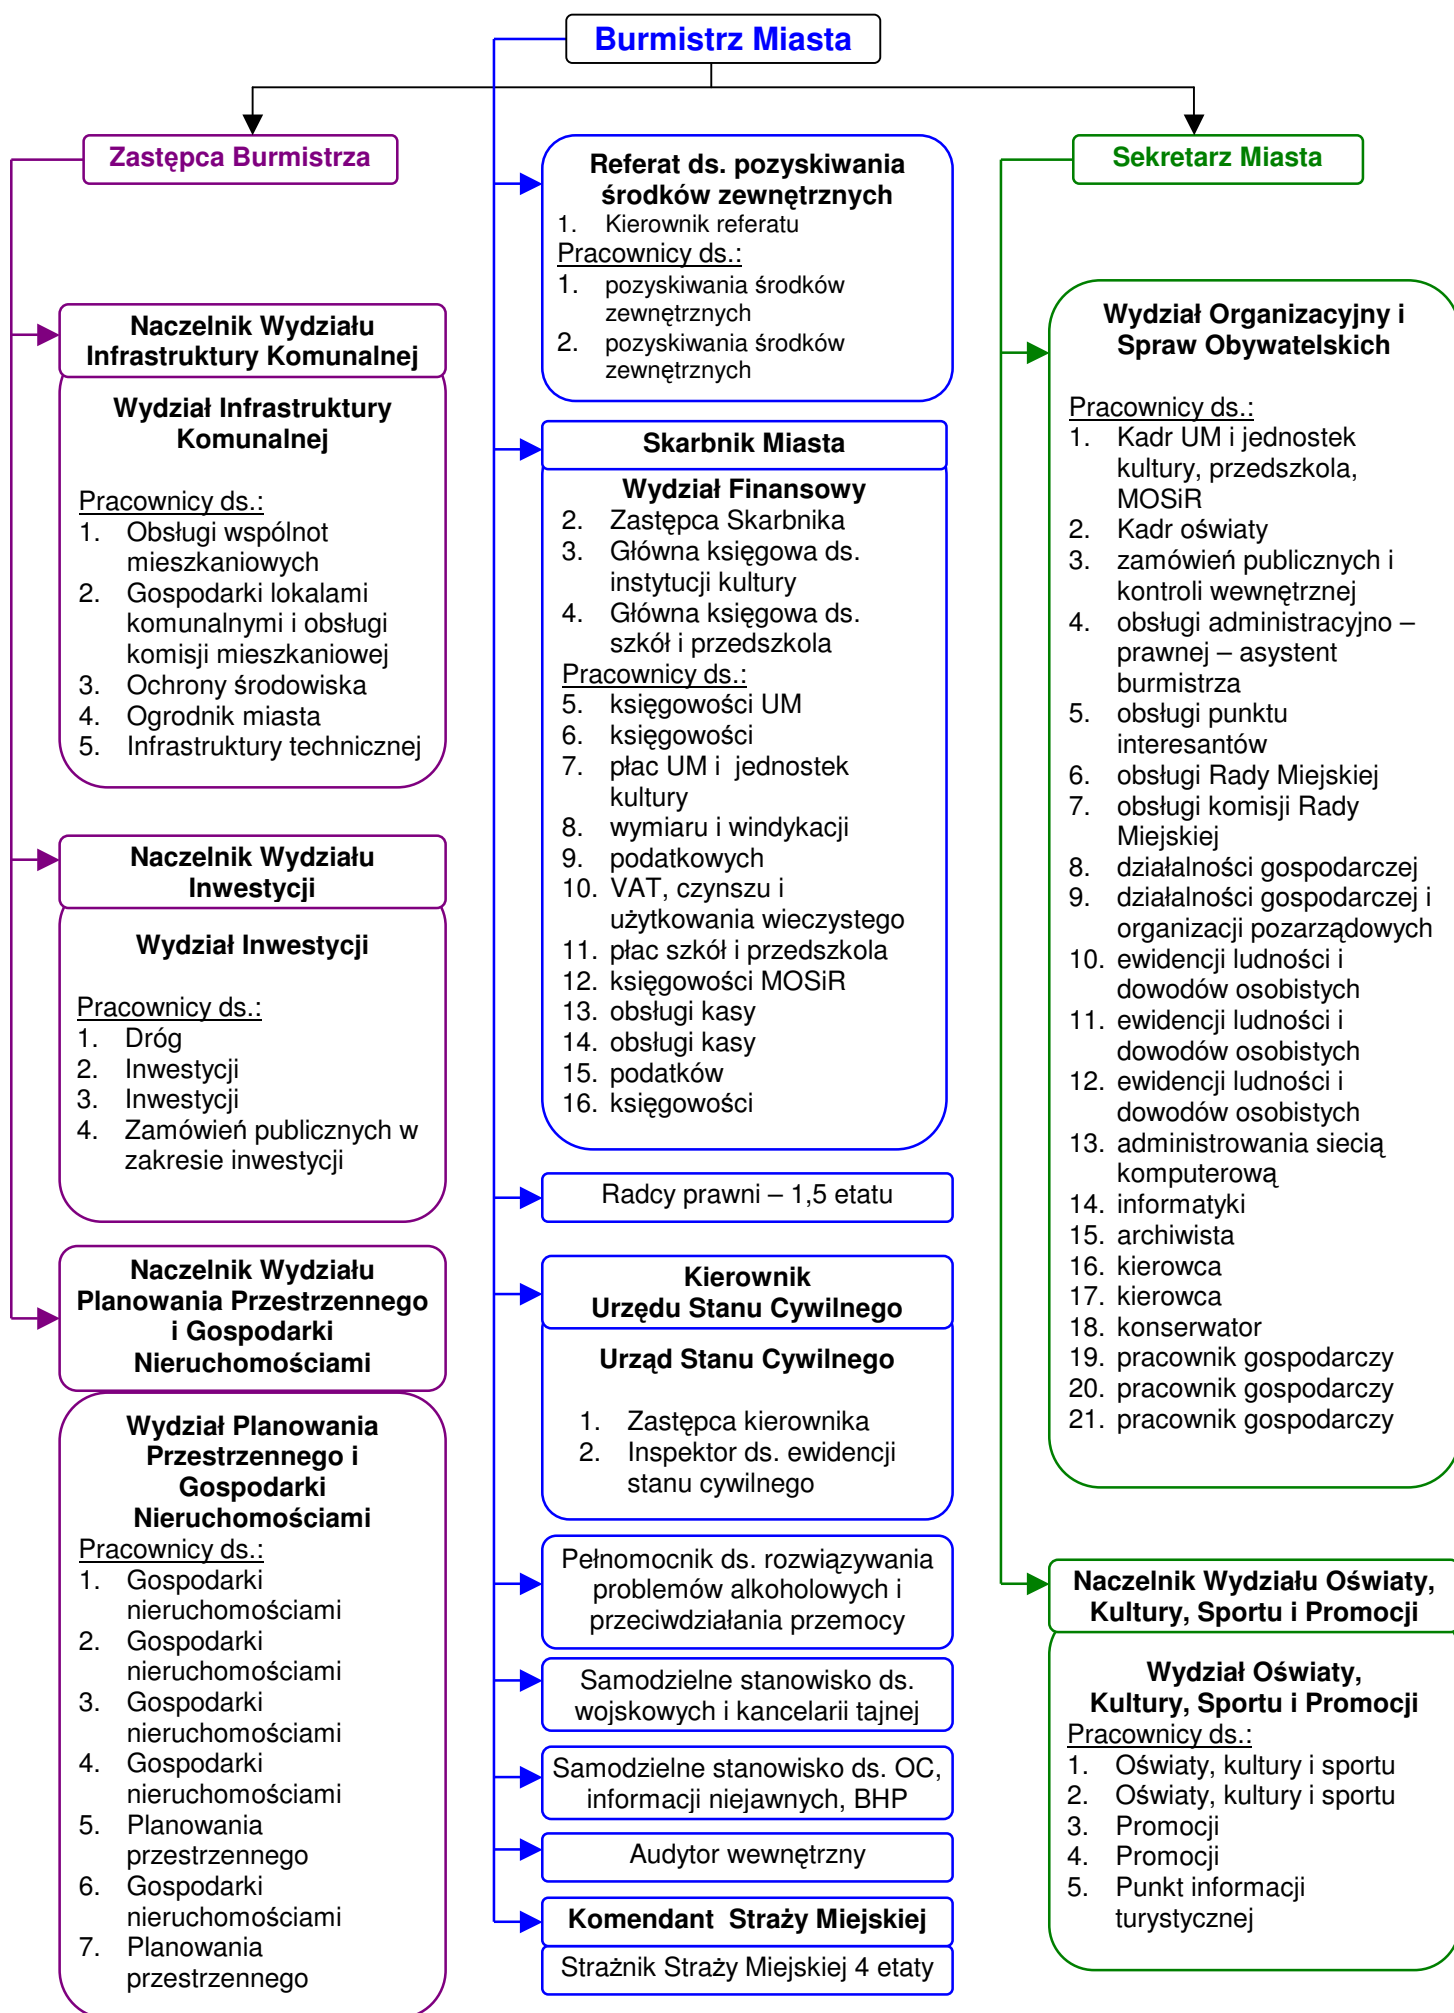 Burmistrz Miasta
Zastępca Burmistrza
Naczelnik Wydziału
Infrastruktury Komunalnej
Wydział Infrastruktury
Komunalnej
Pracownicy ds.:
1. Obsługi wspólnot
mieszkaniowych
2. Gospodarki lokalami
komunalnymi i obsługi
komisji mieszkaniowej
3. Ochrony środowiska
4. Ogrodnik miasta
5. Infrastruktury technicznej
Naczelnik Wydziału
Inwestycji
Wydział Inwestycji
Pracownicy ds.:
1. Dróg
2. Inwestycji
3. Inwestycji
4. Zamówień publicznych w
zakresie inwestycji
Naczelnik Wydziału
Planowania Przestrzennego
i Gospodarki
Nieruchomościami
Wydział Planowania
Przestrzennego i
Gospodarki
Nieruchomościami
Pracownicy ds.:
1. Gospodarki
nieruchomościami
2. Gospodarki
nieruchomościami
3. Gospodarki
nieruchomościami
4. Gospodarki
nieruchomościami
5. Planowania
przestrzennego
6. Gospodarki
nieruchomościami
7. Planowania
przestrzennego
Referat ds. pozyskiwania
środków zewnętrznych
1. Kierownik referatu
Pracownicy ds.:
1. pozyskiwania środków
zewnętrznych
2. pozyskiwania środków
zewnętrznych
Skarbnik Miasta
Wydział Finansowy
2. Zastępca Skarbnika
3. Główna księgowa ds.
instytucji kultury
4. Główna księgowa ds.
szkół i przedszkola
Pracownicy ds.:
5. księgowości UM
6. księgowości
7. płac UM i jednostek
kultury
8. wymiaru i windykacji
9. podatkowych
10. VAT, czynszu i
użytkowania wieczystego
11. płac szkół i przedszkola
12. księgowości MOSiR
13. obsługi kasy
14. obsługi kasy
15. podatków
16. księgowości
Radcy prawni – 1,5 etatu
Kierownik
Urzędu Stanu Cywilnego
Urząd Stanu Cywilnego
1. Zastępca kierownika
2. Inspektor ds. ewidencji
stanu cywilnego
Pełnomocnik ds. rozwiązywania
problemów alkoholowych i
przeciwdziałania przemocy
Samodzielne stanowisko ds.
wojskowych i kancelarii tajnej
Samodzielne stanowisko ds. OC,
informacji niejawnych, BHP
Audytor wewnętrzny
Komendant Straży Miejskiej
Strażnik Straży Miejskiej 4 etaty
Sekretarz Miasta
Wydział Organizacyjny i
Spraw Obywatelskich
Pracownicy ds.:
1. Kadr UM i jednostek
kultury, przedszkola,
MOSiR
2. Kadr oświaty
3. zamówień publicznych i
kontroli wewnętrznej
4. obsługi administracyjno –
prawnej – asystent
burmistrza
5. obsługi punktu
interesantów
6. obsługi Rady Miejskiej
7. obsługi komisji Rady
Miejskiej
8. działalności gospodarczej
9. działalności gospodarczej i
organizacji pozarządowych
10. ewidencji ludności i
dowodów osobistych
11. ewidencji ludności i
dowodów osobistych
12. ewidencji ludności i
dowodów osobistych
13. administrowania siecią
komputerową
14. informatyki
15. archiwista
16. kierowca
17. kierowca
18. konserwator
19. pracownik gospodarczy
20. pracownik gospodarczy
21. pracownik gospodarczy
Naczelnik Wydziału Oświaty,
Kultury, Sportu i Promocji
Wydział Oświaty,
Kultury, Sportu i Promocji
Pracownicy ds.:
1. Oświaty, kultury i sportu
2. Oświaty, kultury i sportu
3. Promocji
4. Promocji
5. Punkt informacji
turystycznej